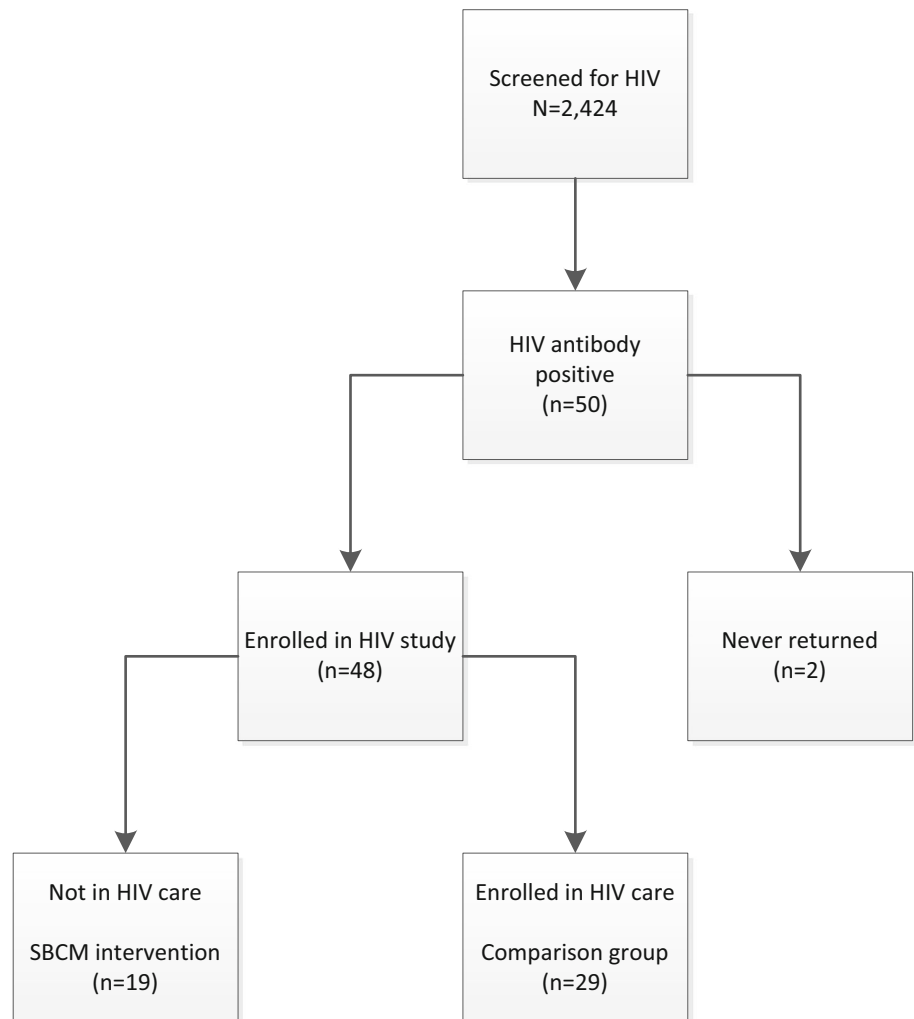 Screened for HIV
N=2,424
HIV antibody
positive
(n=50)
Enrolled in HIV study
(n=48)
Never returned
(n=2)
Not in HIV care
SBCM intervention
(n=19)
Enrolled in HIV care
Comparison group
(n=29)